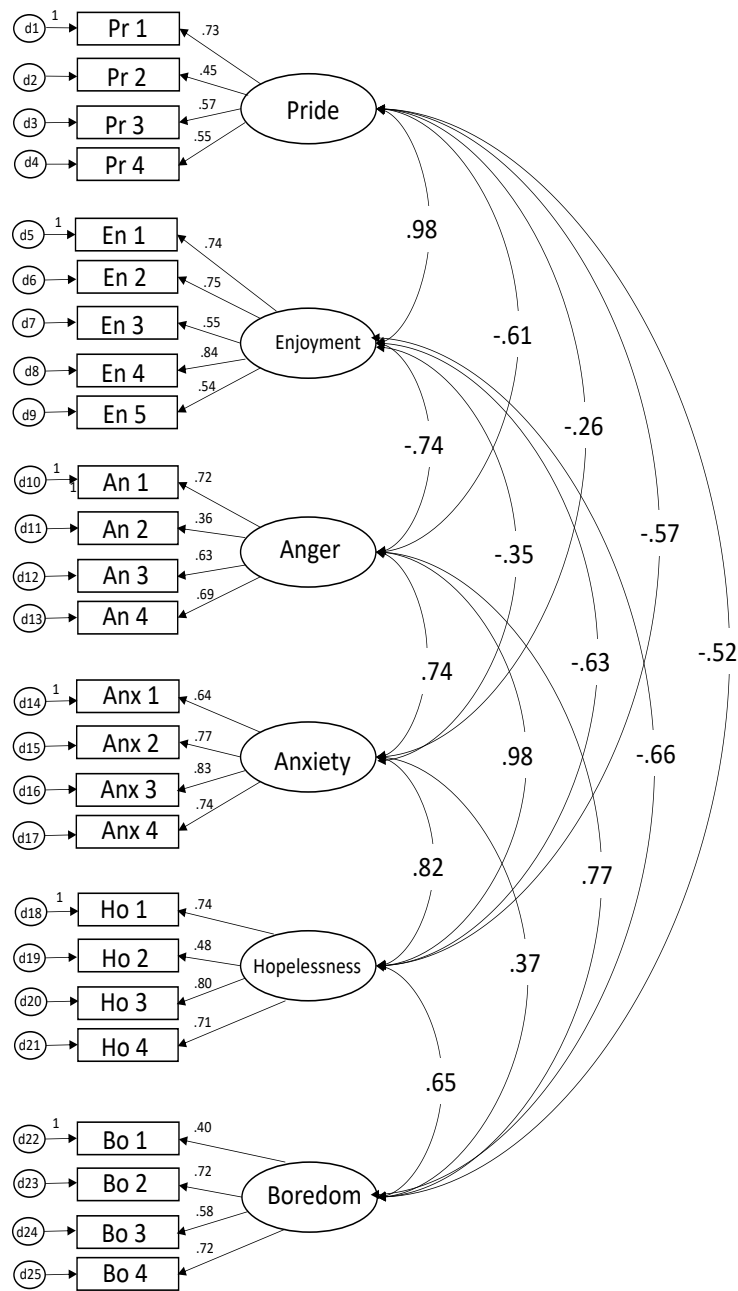 d1 1 Pr 1 .73
d2 Pr 2 .45
d3 Pr 3 .57
d4 Pr 4 .55
Pride
.98
d5 1 En 1 .74
d6 En 2 .75
d7 En 3 .55
d8 En 4 .84
d9 En 5 .54
Enjoyment
-.61
-.26
-.74
d10 1 1 An 1 .72
d11 An 2 .36
d12 An 3 .63
d13 An 4 .69
Anger
-.57
-.35
-.52
-.63
.74
d14 1 Anx 1 .64
d15 Anx 2 .77
d16 Anx 3 .83
d17 Anx 4 .74
Anxiety
.98
-.66
.82
.77
d18 1 Ho 1 .74
d19 Ho 2 .48
d20 Ho 3 .80
d21 Ho 4 .71
Hopelessness
.37
.65
d22 1 Bo 1 .40
d23 Bo 2 .72
d24 Bo 3 .58
d25 Bo 4 .72
Boredom